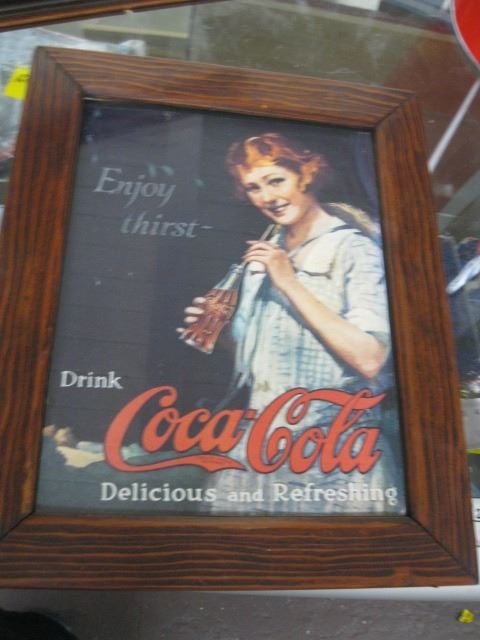 Enjoy
thirst-
Drink
Coca-Cola
Delicious and Refreshing